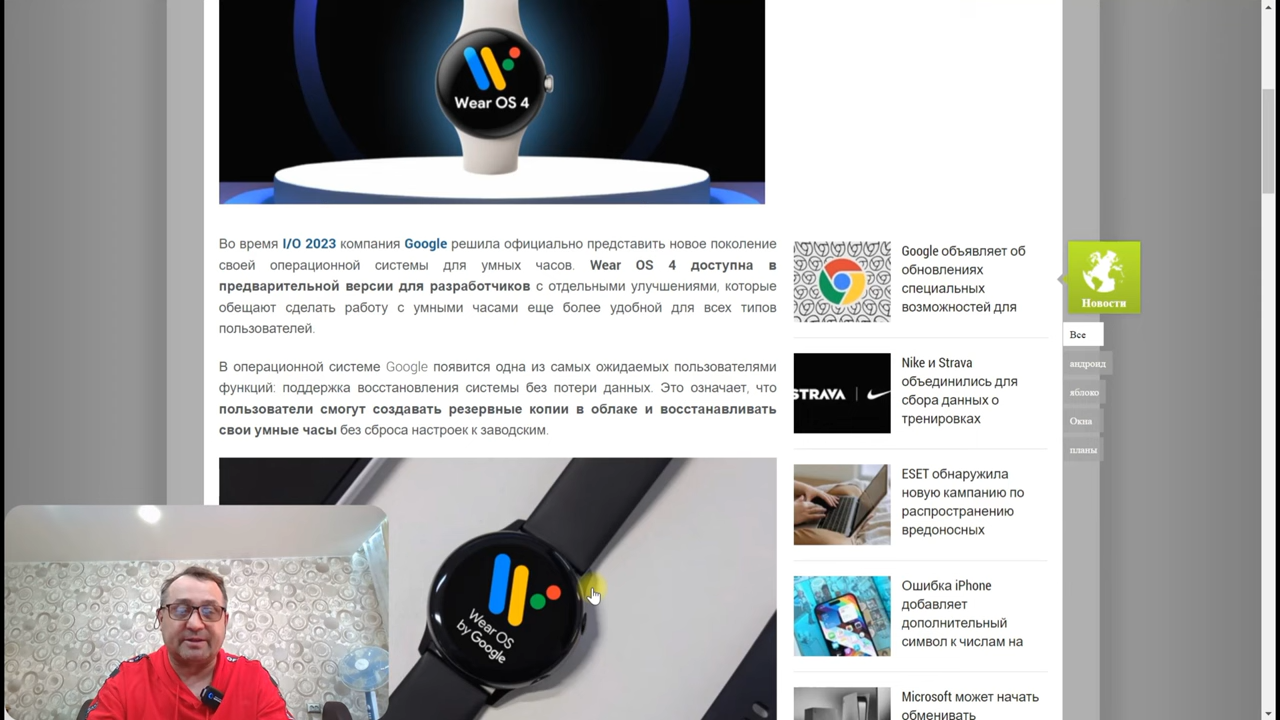 Wear OS 4
Во время I/O 2023 компания Google решила официально представить новое поколение
своей операционной системы для умных часов. Wear OS 4 доступна в
предварительной версии для разработчиков с отдельными улучшениями, которые
обещают сделать работу с умными часами еще более удобной для всех типов
пользователей.
В операционной системе Google появится одна из самых ожидаемых пользователями
функций: поддержка восстановления системы без потери данных. Это означает, что
пользователи смогут создавать резервные копии в облаке и восстанавливать
свои умные часы без сброса настроек к заводским.
Wear OS
by Google
Google объявляет об
обновлениях
специальных
возможностей для
STRAVA
Nike и Strava
объединились для
сбора данных о
тренировках
ESET обнаружила
новую кампанию по
распространению
вредоносных
Ошибка iPhone
добавляет
дополнительный
символ к числам на
Microsoft может начать
обменивать
Новости
Все
андроид
яблоко
Окна
планы